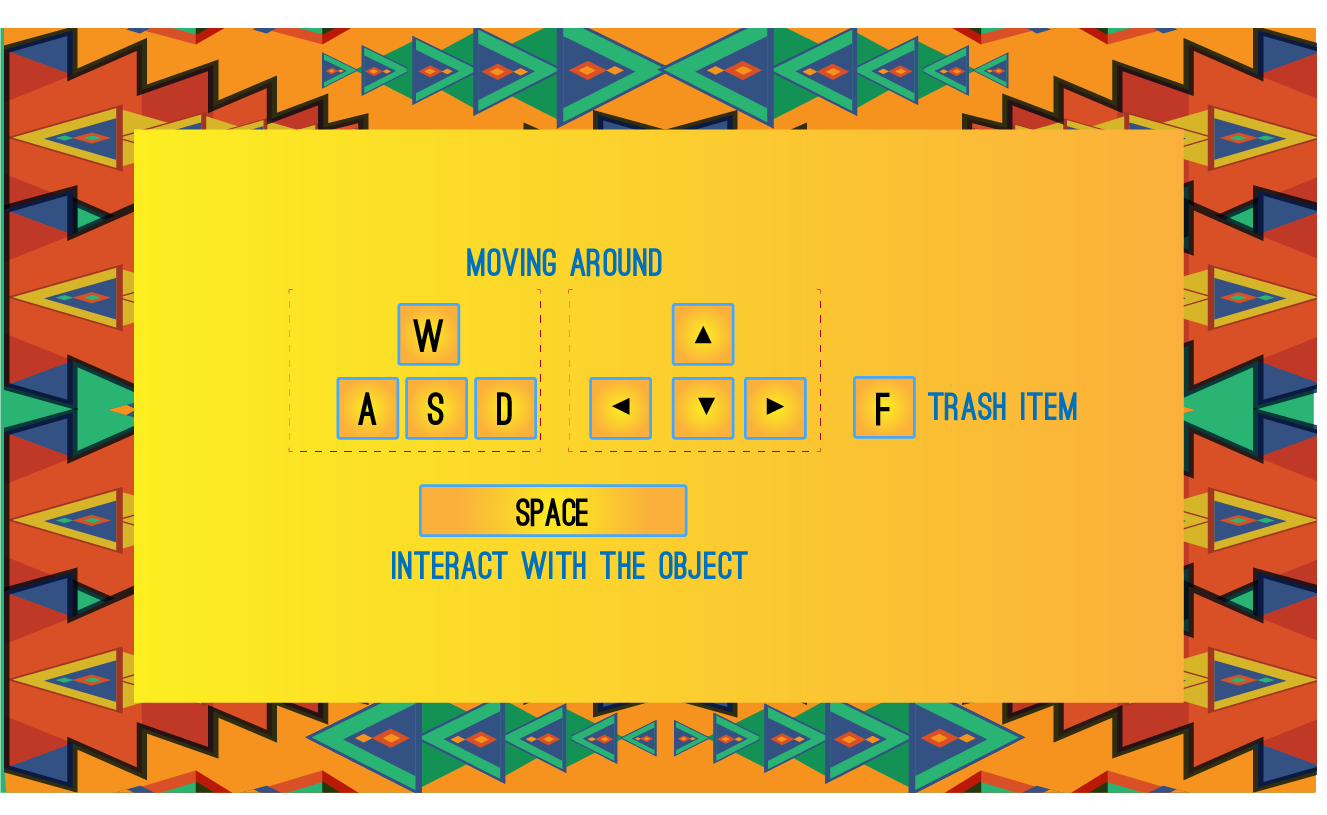 MOVING AROUND
W ▲
A S D ◄ ▼ ► F TRASH ITEM
SPACE
INTERACT WITH THE OBJECT